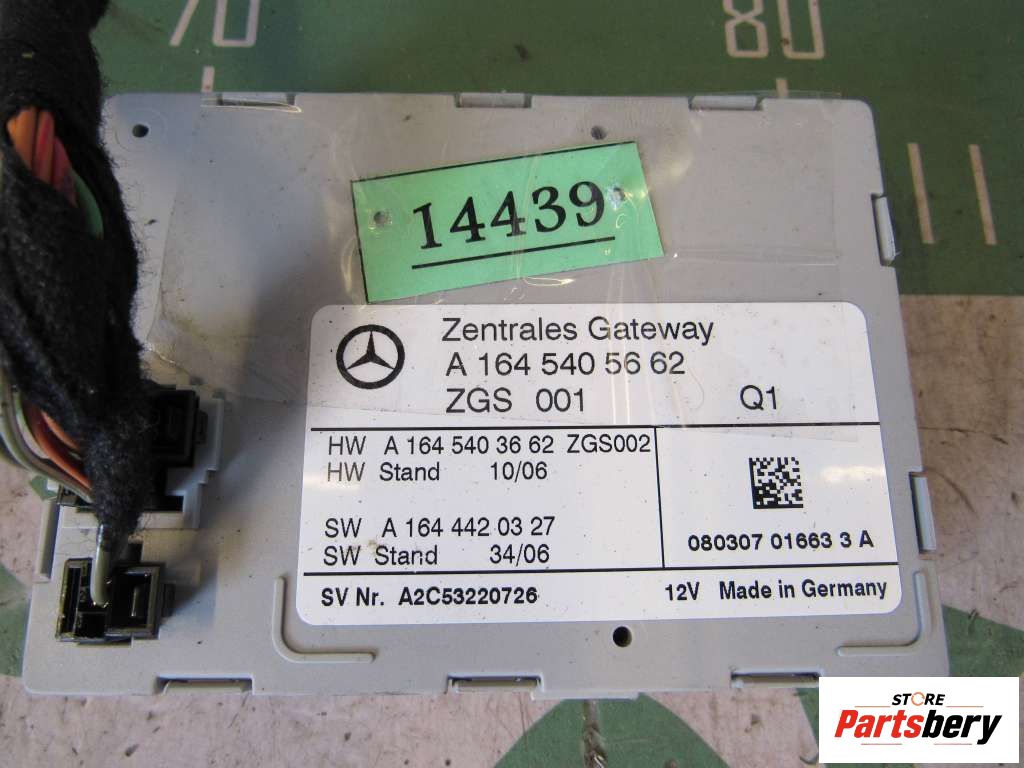 70
80
14439
Zentrales Gateway
A 164 540 56 62
ZGS 001 Q1
HW A 164 540 36 62 ZGS002
HW Stand 10/06
SW A 164 442 03 27
SW Stand 34/06
080307 01663 3 A
SV Nr. A2C53220726 12V Made in Germany
STORE
Partsbery